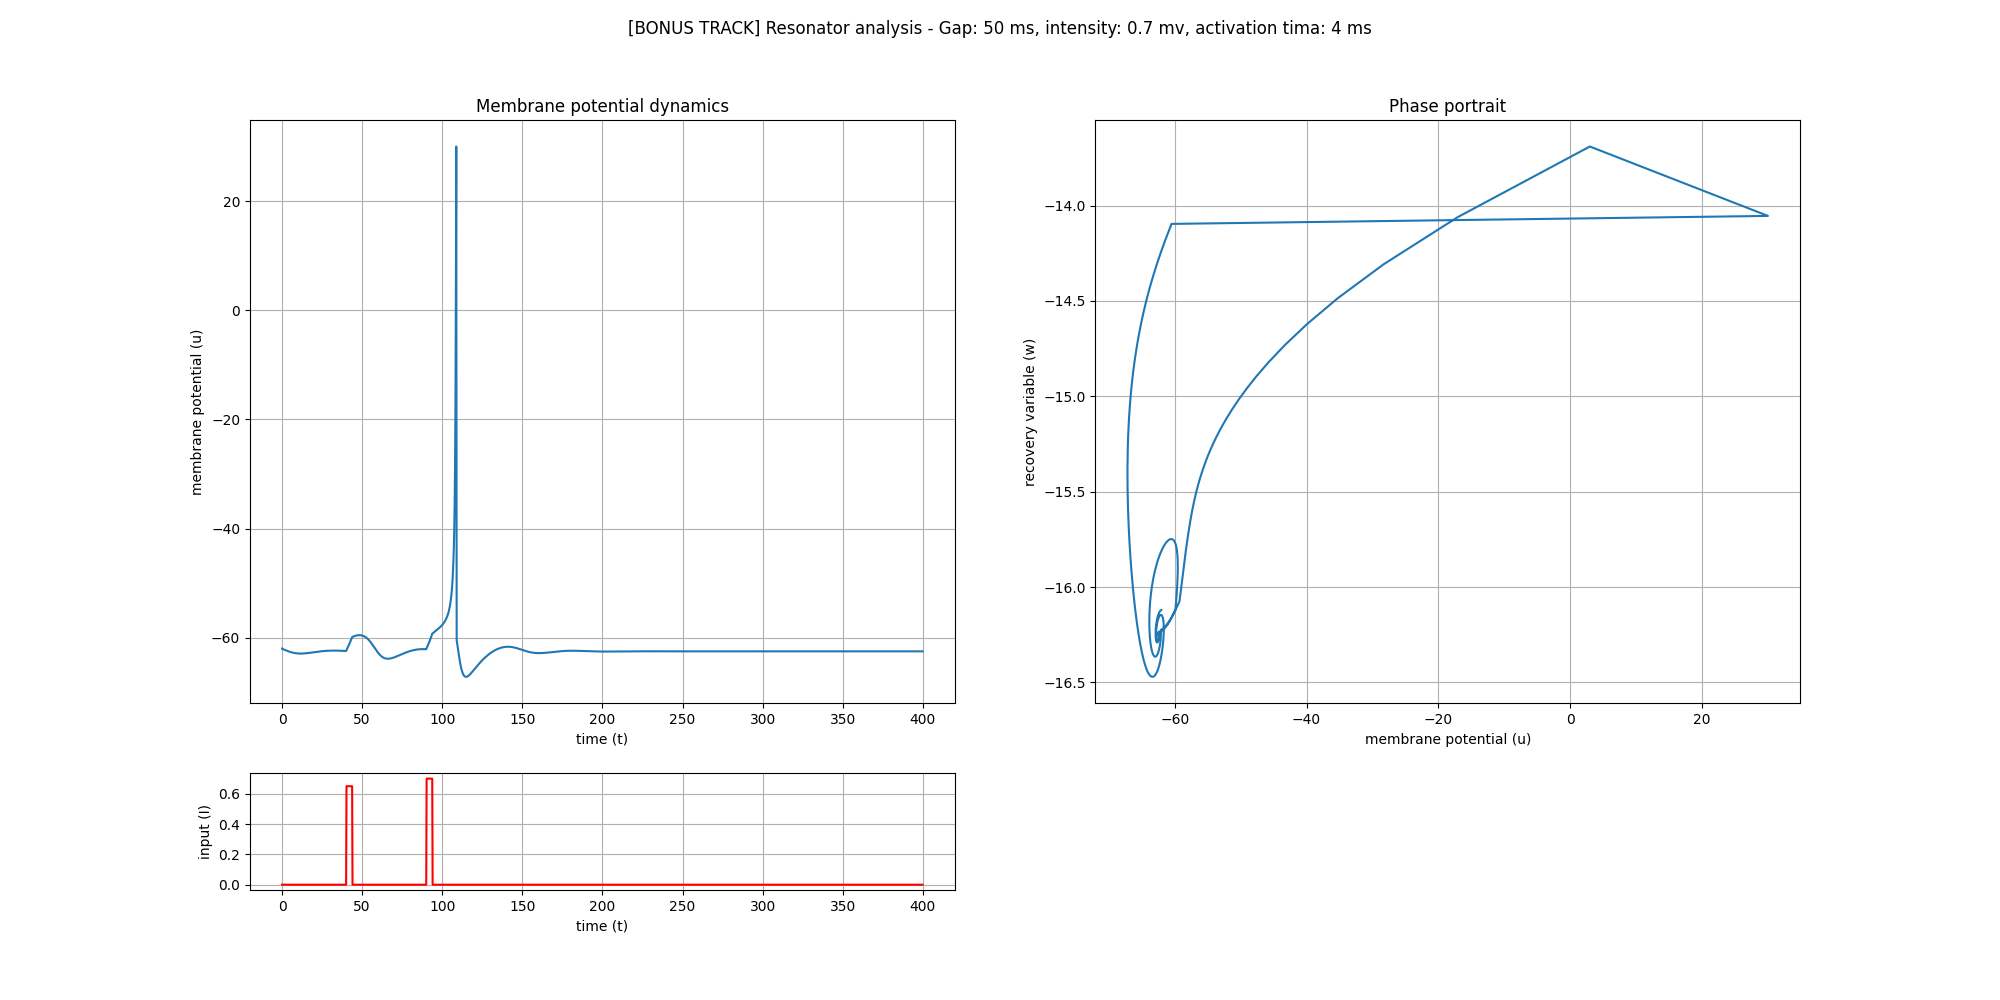 [BONUS TRACK] Resonator analysis - Gap: 50 ms, intensity: 0.7 mv, activation tima: 4 ms
Membrane potential dynamics
membrane potential (u)
20
0
−20
−40
−60
0 50 100 150 200 250 300 350 400
time (t)
Phase portrait
recovery variable (w)
−14.0
−14.5
−15.0
−15.5
−16.0
−16.5
−60 −40 −20 0 20
membrane potential (u)
input (I)
0.6
0.4
0.2
0.0
0 50 100 150 200 250 300 350 400
time (t)